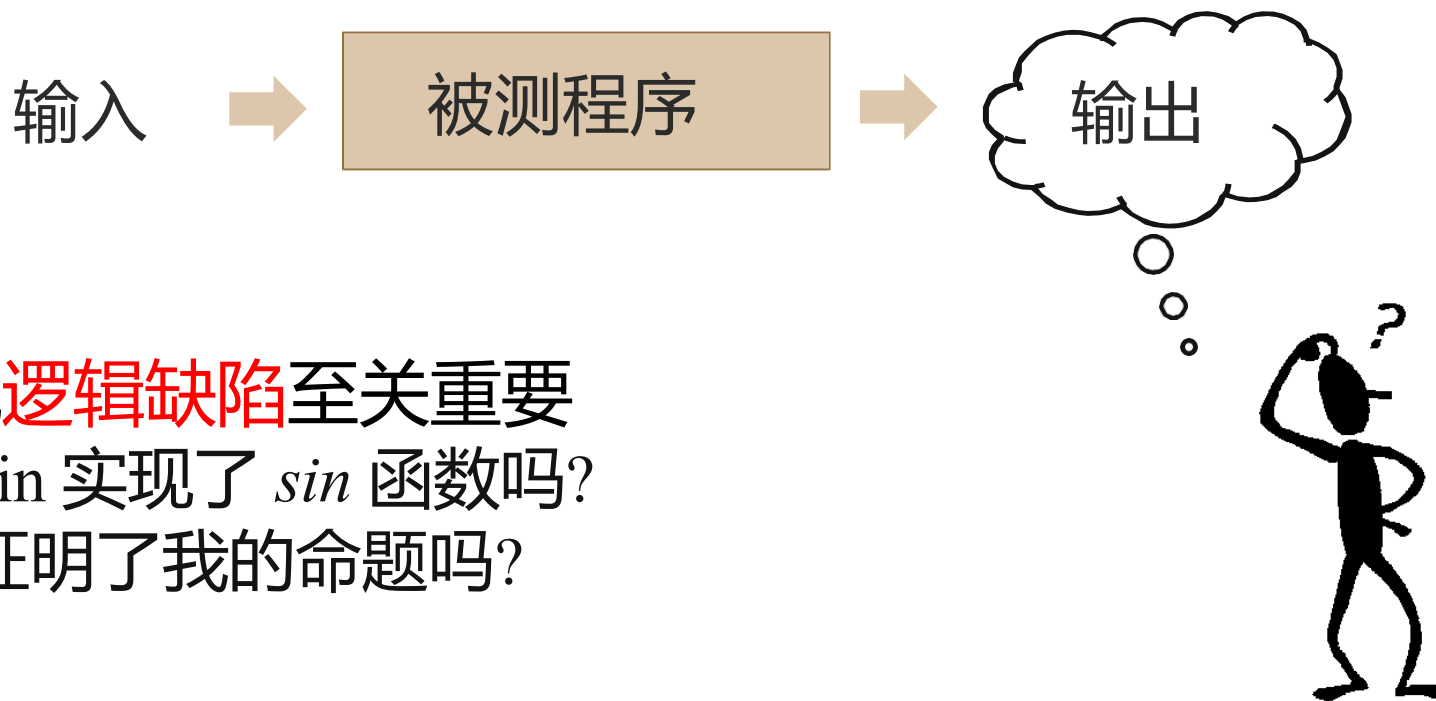 输入
被测程序
输出
?
逻辑缺陷至关重要
in 实现了 sin 函数吗?
证明了我的命题吗?